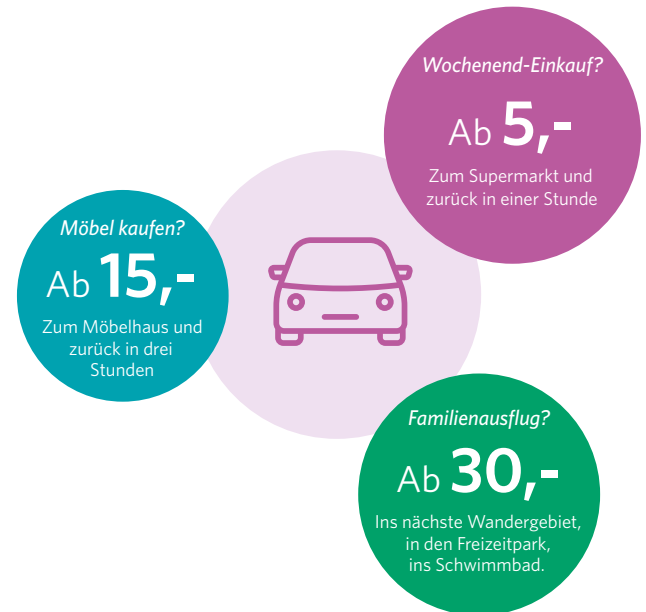 Wochenend-Einkauf?
Ab 5,-
Zum Supermarkt und
zurück in einer Stunde
Möbel kaufen?
Ab 15,-
Zum Möbelhaus und
zurück in drei
Stunden
Familienausflug?
Ab 30,-
Ins nächste Wandergebiet,
in den Freizeitpark,
ins Schwimmbad.